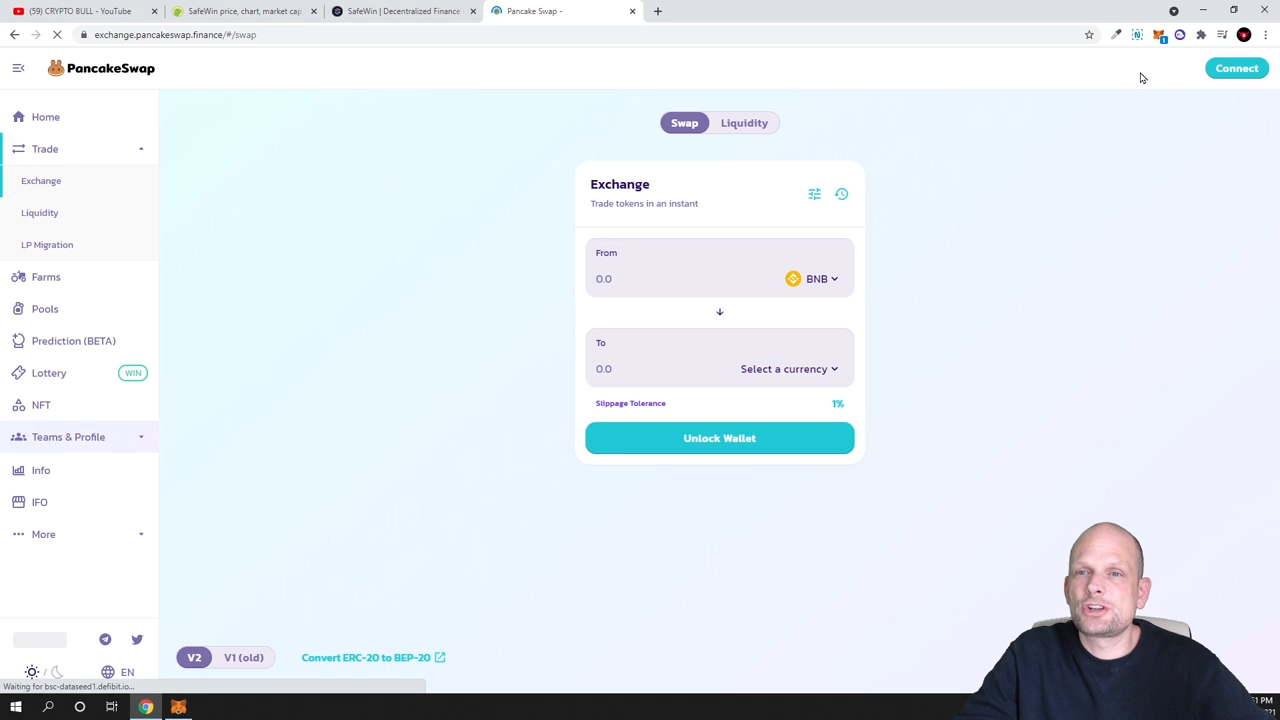 (59) CRYPTO BULL - YouTube
SafeWin price, chart, market cap
SafeWin | Decentralized Finance
Pancake Swap -
exchange.pancakeswap.finance/#/swap
1
PancakeSwap
Connect
Home
Trade
Exchange
Liquidity
LP Migration
Farms
Pools
Prediction (BETA)
Lottery
WIN
NFT
Teams & Profile
Info
IFO
More
EN
Swap
Liquidity
Exchange
Trade tokens in an instant
From
0.0
BNB
To
0.0
Select a currency
Slippage Tolerance
1%
Unlock Wallet
V2
V1 (old)
Convert ERC-20 to BEP-20
Waiting for bsc-dataseed1.defibit.io...